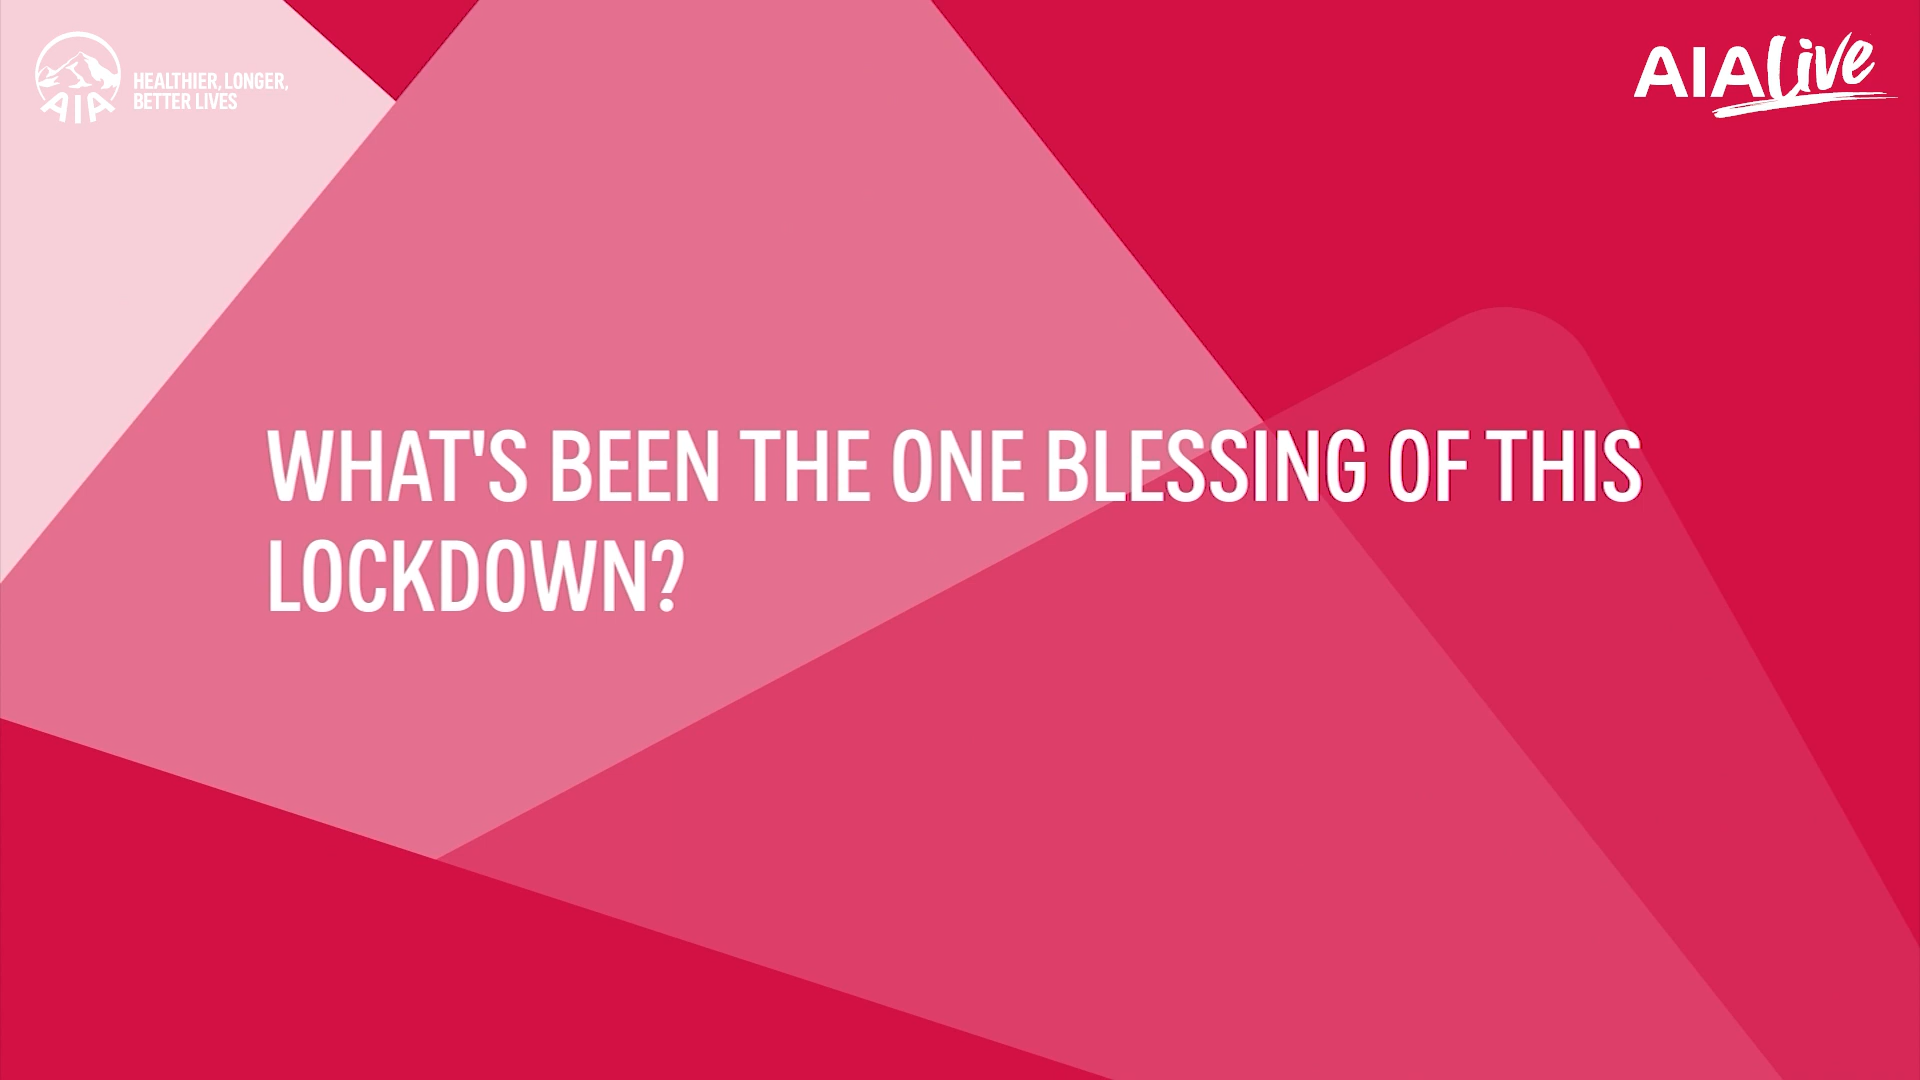 AIA
HEALTHIER, LONGER,
BETTER LIVES
AIA Live
WHAT'S BEEN THE ONE BLESSING OF THIS
LOCKDOWN?